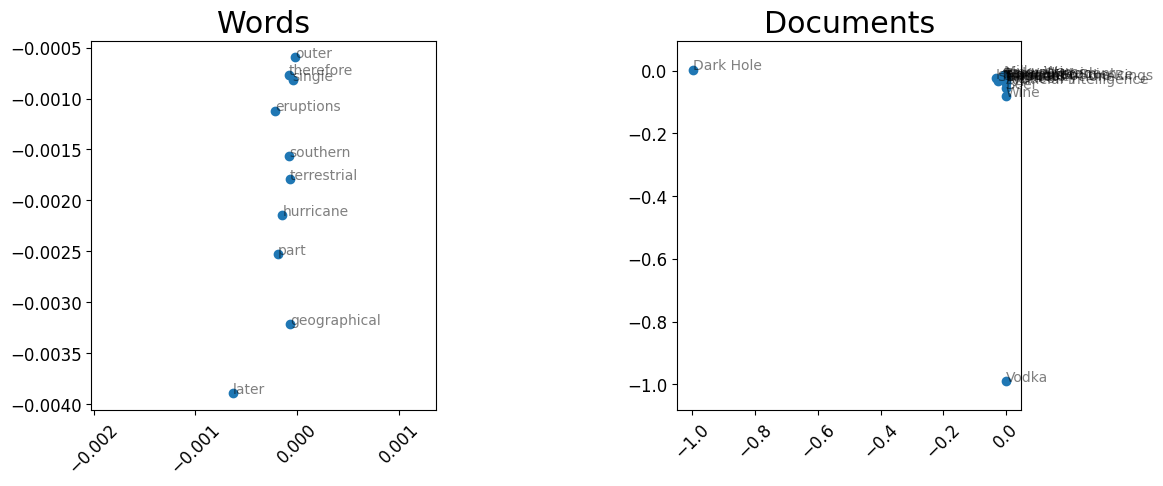 Words
Documents
−0.0005
−0.0010
−0.0015
−0.0020
−0.0025
−0.0030
−0.0035
−0.0040
outer
therefore
single
eruptions
southern
terrestrial
hurricane
part
geographical
later
−0.002
−0.001
0.000
0.001
0.0
−0.2
−0.4
−0.6
−0.8
−1.0
Dark Hole
Beer
Wine
Vodka
−1.0
−0.8
−0.6
−0.4
−0.2
0.0